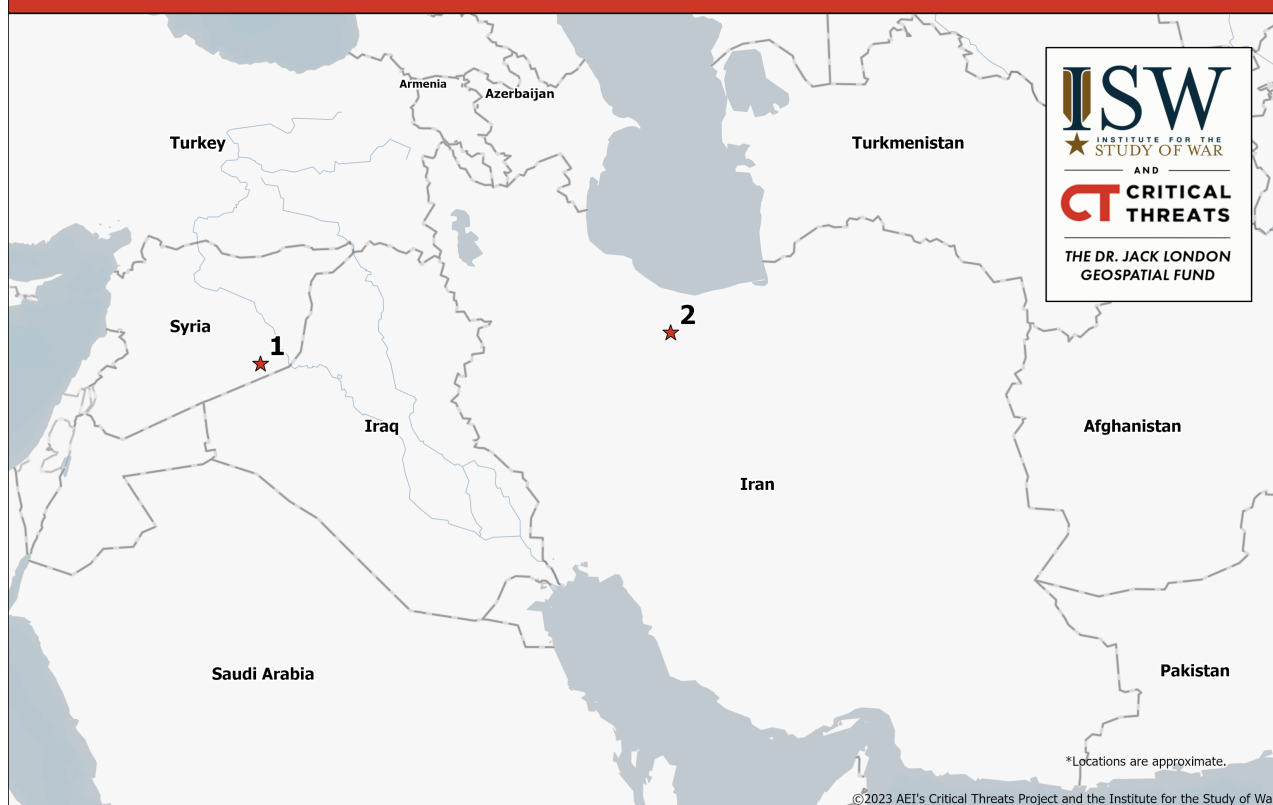 Armenia
Azerbaijan
Turkey
Turkmenistan
ISW
INSTITUTE FOR THE
STUDY OF WAR
AND
CT CRITICAL
THREATS
THE DR. JACK LONDON
GEOSPATIAL FUND
2
Syria
1
Iraq
Afghanistan
Iran
Saudi Arabia
Pakistan
*Locations are approximate.
©2023 AEI's Critical Threats Project and the Institute for the Study of Wa